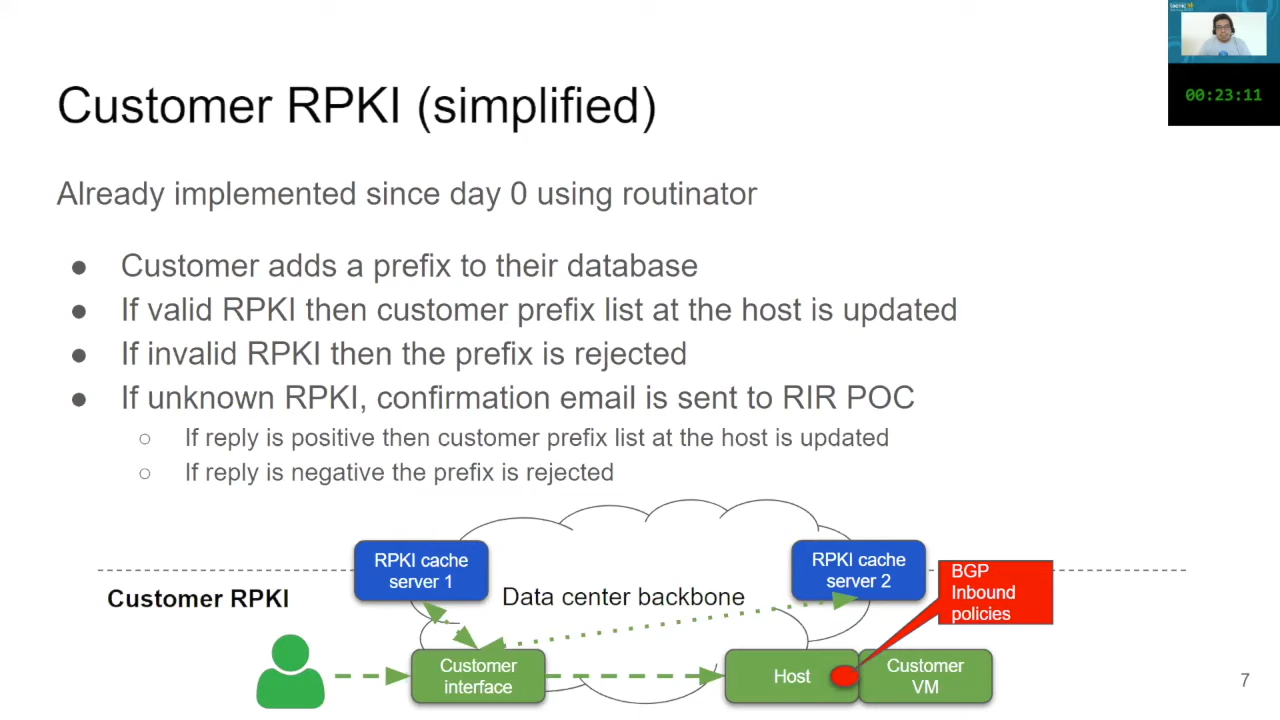 00:23:11
Customer RPKI (simplified)
Already implemented since day 0 using routinator
● Customer adds a prefix to their database
● If valid RPKI then customer prefix list at the host is updated
● If invalid RPKI then the prefix is rejected
● If unknown RPKI, confirmation email is sent to RIR POC
○ If reply is positive then customer prefix list at the host is updated
○ If reply is negative the prefix is rejected
RPKI cache
server 1
RPKI cache
server 2
BGP
Inbound
policies
Customer RPKI
Data center backbone
Customer
interface
Host
Customer
VM
7